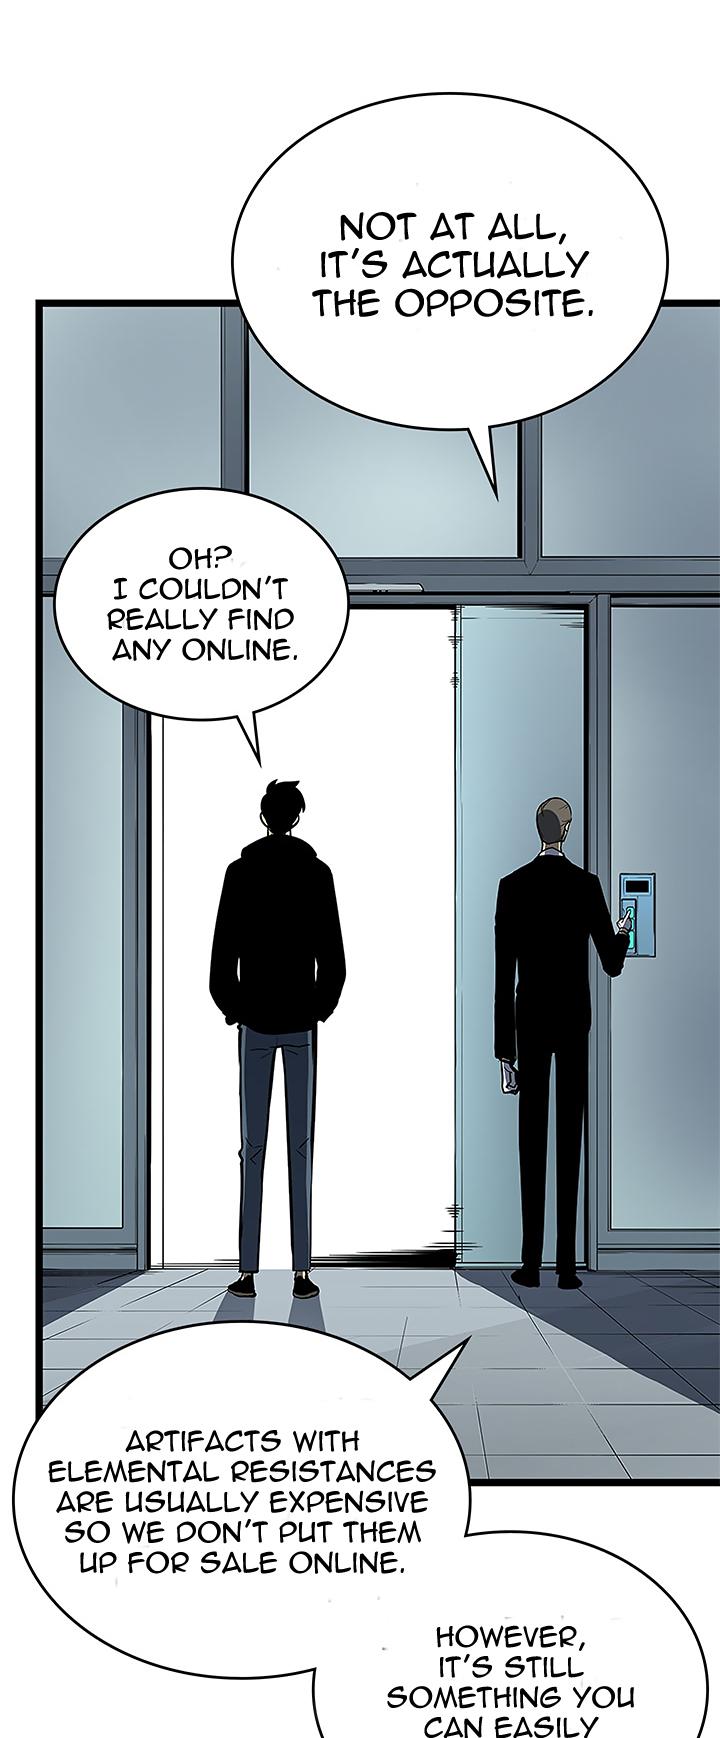 NOT AT ALL,
IT'S ACTUALLY
THE OPPOSITE.
OH?
I COULDN'T
REALLY FIND
ANY ONLINE.
ARTIFACTS WITH
ELEMENTAL RESISTANCES
ARE USUALLY EXPENSIVE
SO WE DON'T PUT THEM
UP FOR SALE ONLINE.
HOWEVER,
IT'S STILL
SOMETHING YOU
CAN EASILY